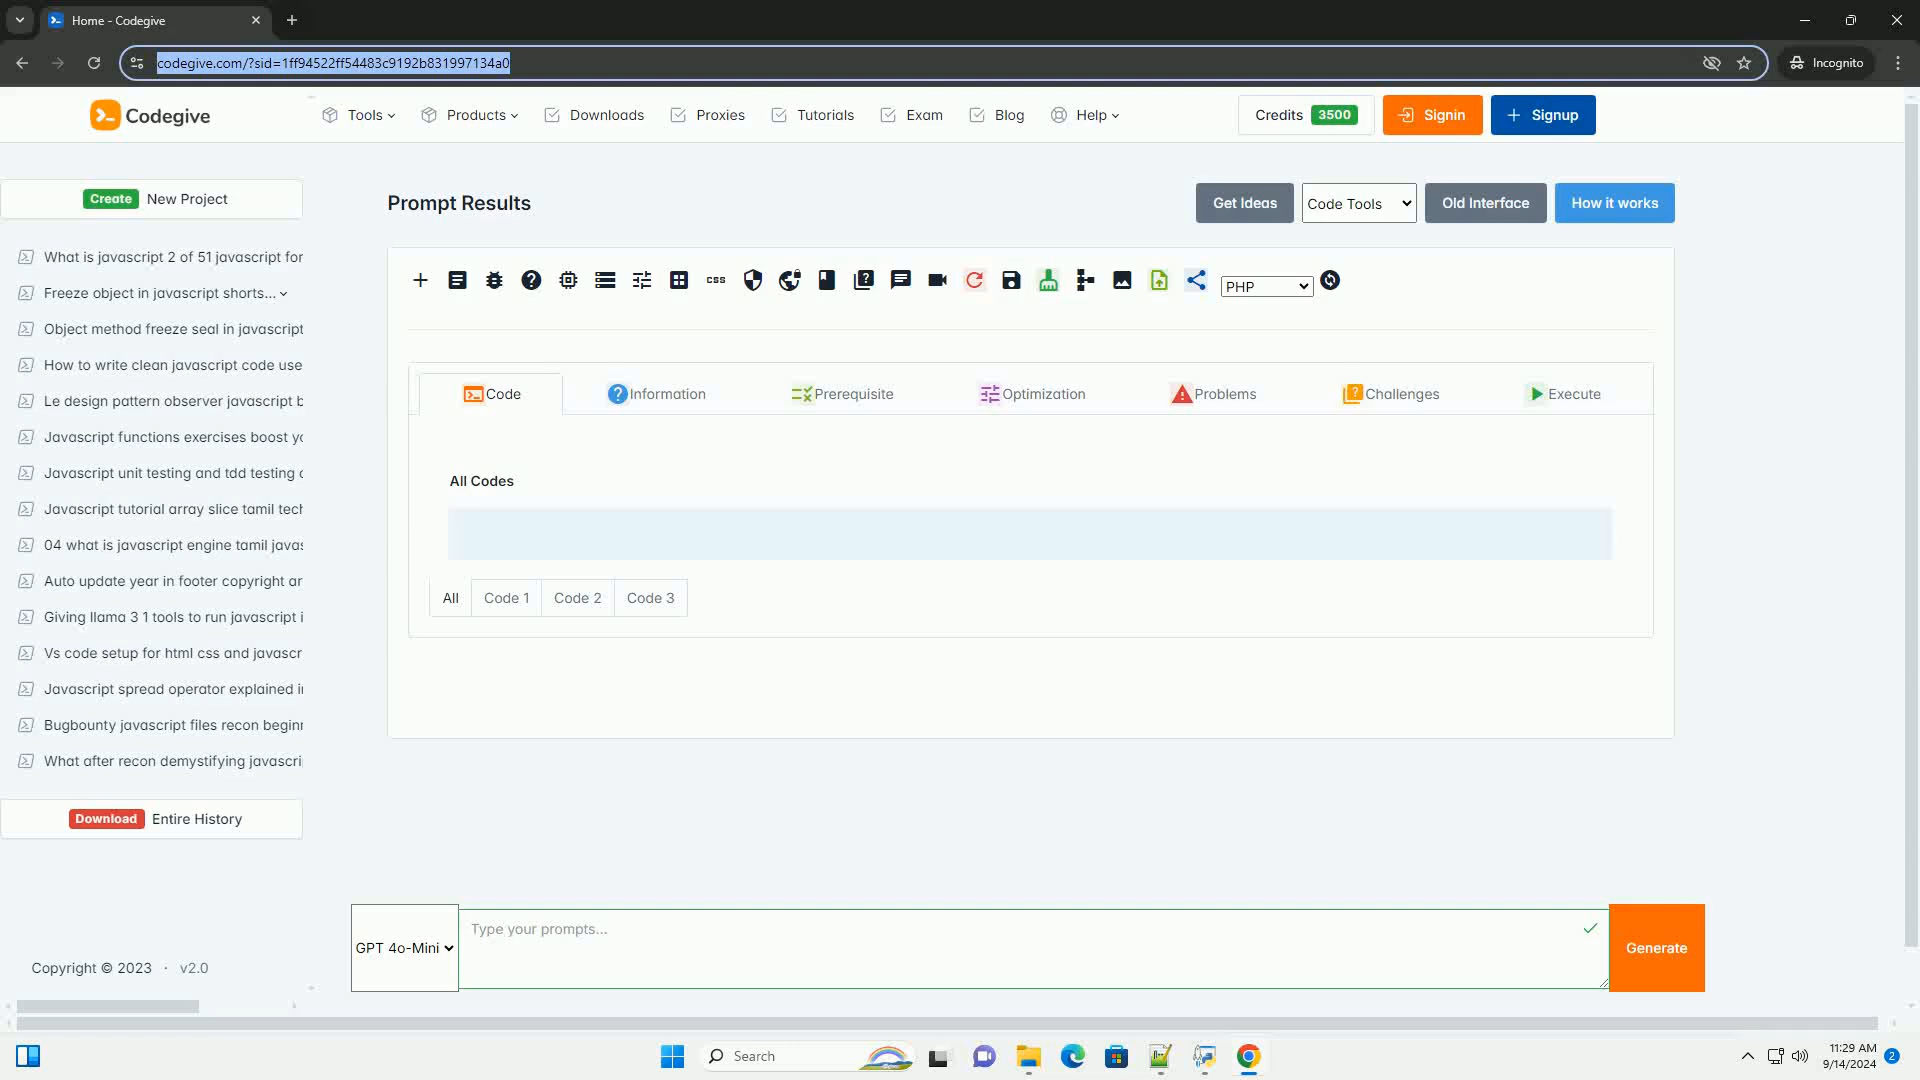 Home - Codegive
codegive.com/?sid=1ff94522ff54483c9192b831997134a0
Incognito
Codegive
Tools
Products
Downloads
Proxies
Tutorials
Exam
Blog
Help
Credits 3500
Signin
Signup
Create New Project
What is javascript 2 of 51 javascript for
Freeze object in javascript shorts...
Object method freeze seal in javascript
How to write clean javascript code use
Le design pattern observer javascript b
Javascript functions exercises boost yo
Javascript unit testing and tdd testing
Javascript tutorial array slice tamil tech
04 what is javascript engine tamil javas
Auto update year in footer copyright ar
Giving llama 3 1 tools to run javascript i
Vs code setup for html css and javascr
Javascript spread operator explained i
Bugbounty javascript files recon begin
What after recon demystifying javascri
Download Entire History
Copyright © 2023 · v2.0
Prompt Results
Get Ideas
Code Tools
Old Interface
How it works
css
PHP
Code
Information
Prerequisite
Optimization
Problems
Challenges
Execute
All Codes
All
Code 1
Code 2
Code 3
GPT 4o-Mini
Type your prompts...
Generate
Search
11:29 AM
9/14/2024
2